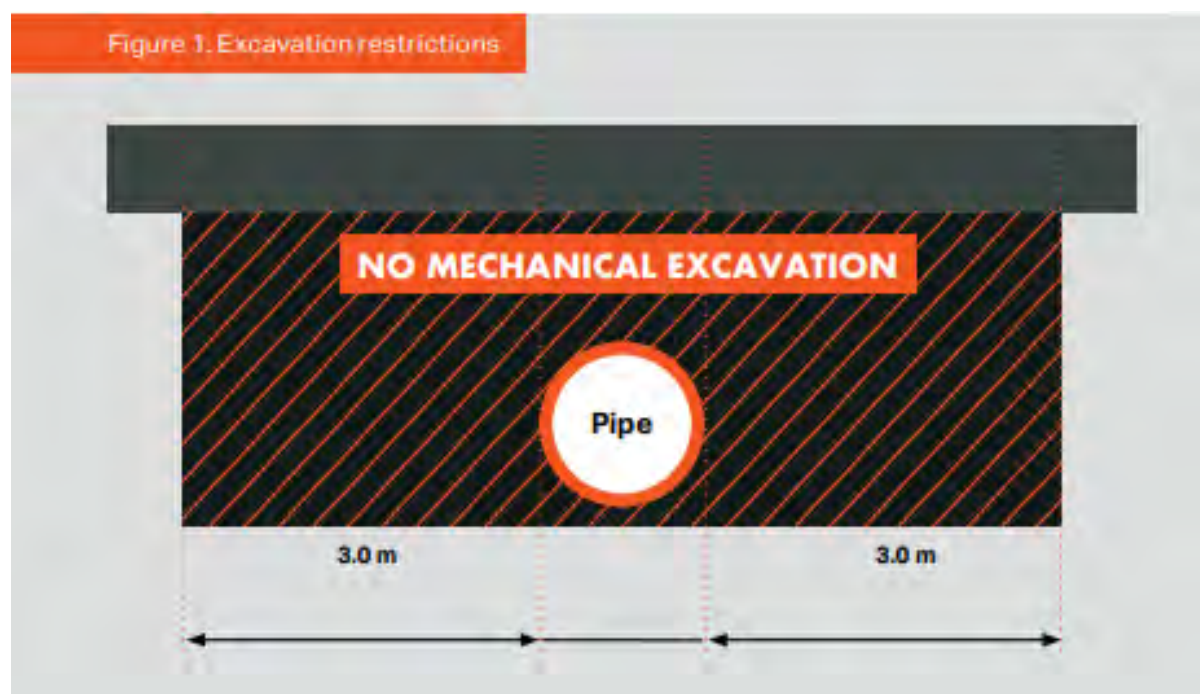 Figure 1. Excavation restrictions
NO MECHANICAL EXCAVATION
Pipe
3.0 m
3.0 m